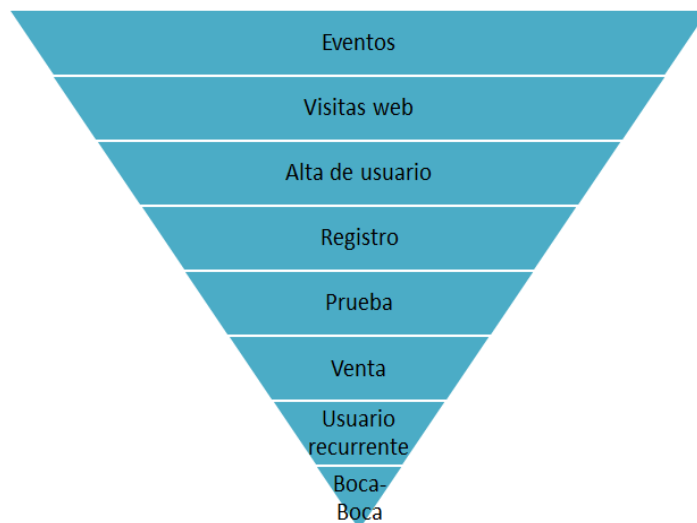 Eventos
Visitas web
Alta de usuario
Registro
Prueba
Venta
Usuario
recurrente
Boca-
Boca